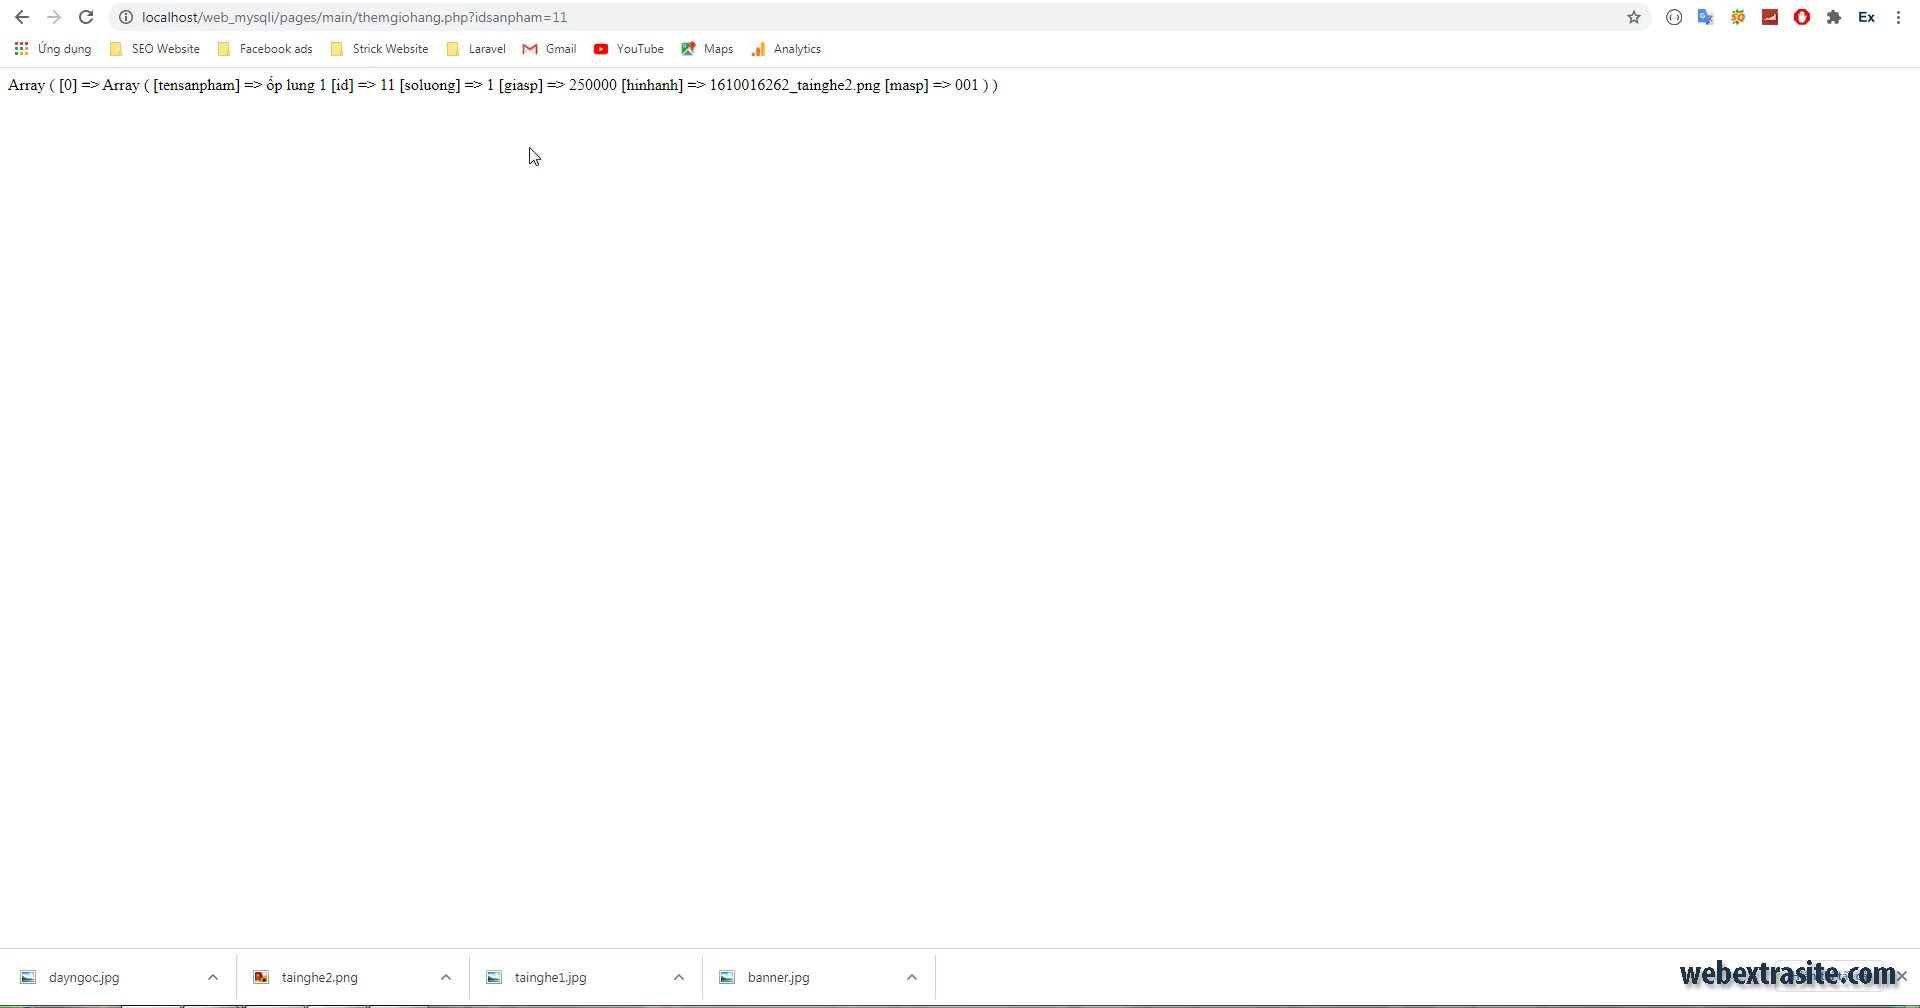 localhost/web_mysqli/pages/main/themgiohang.php?idsanpham=11
Ex
Ứng dụng SEO Website Facebook ads Strick Website Laravel Gmail YouTube Maps Analytics
Array ( [0] => Array ( [tensanpham] => ốp lung 1 [id] => 11 [soluong] => 1 [giasp] => 250000 [hinhanh] => 1610016262_tainghe2.png [masp] => 001 ) )
dayngoc.jpg tainghe2.png tainghe1.jpg banner.jpg
webextrasite.com